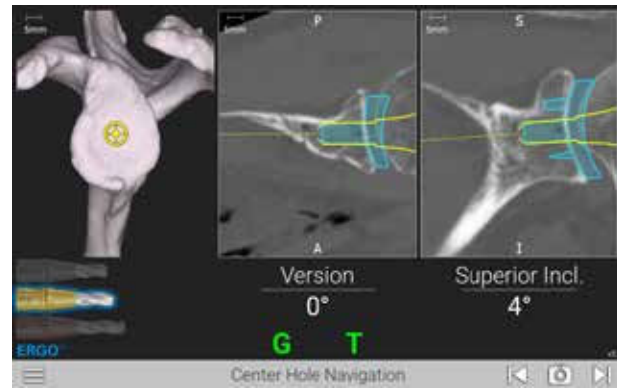 5mm
5mm
P
5mm
S
A
I
Version
Superior Incl.
0°
4°
G T
ERGO
Center Hole Navigation